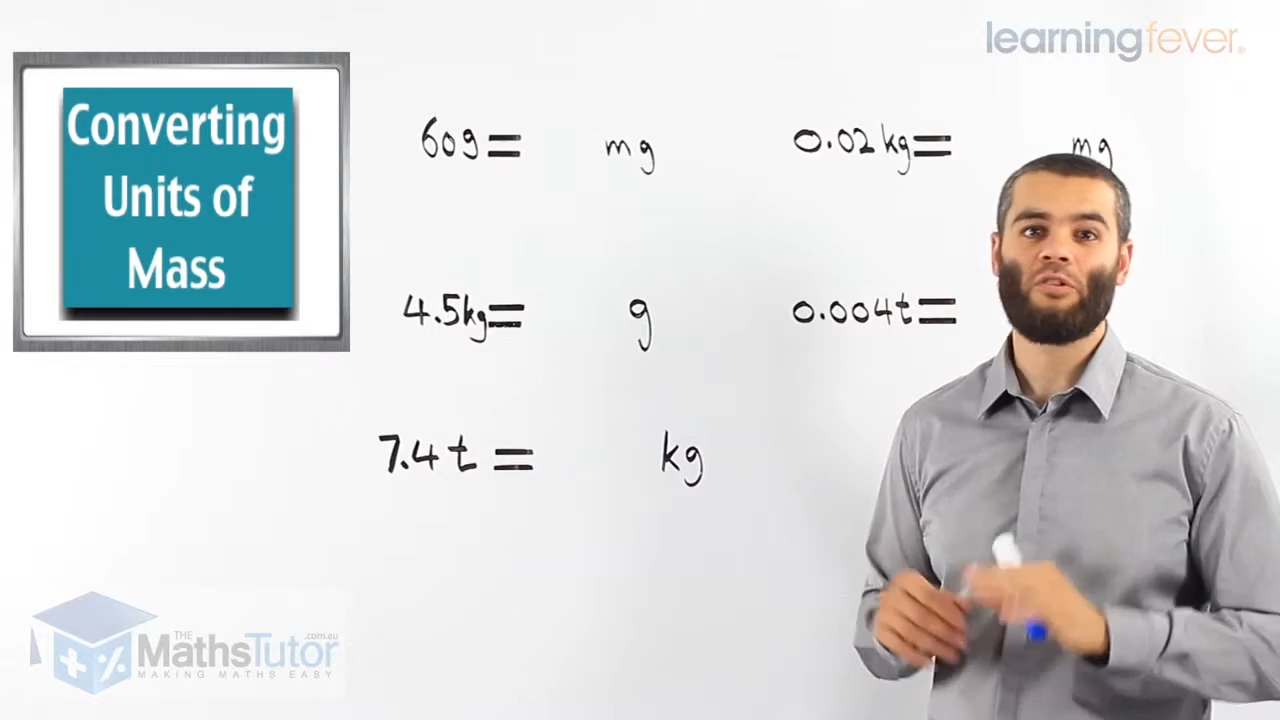 learningfever®
Converting
Units of
Mass
60g= mg
0.02kg= mg
4.5kg= g
0.004t=
7.4t= kg
THE
MathsTutor.com.au
MAKING MATHS EASY